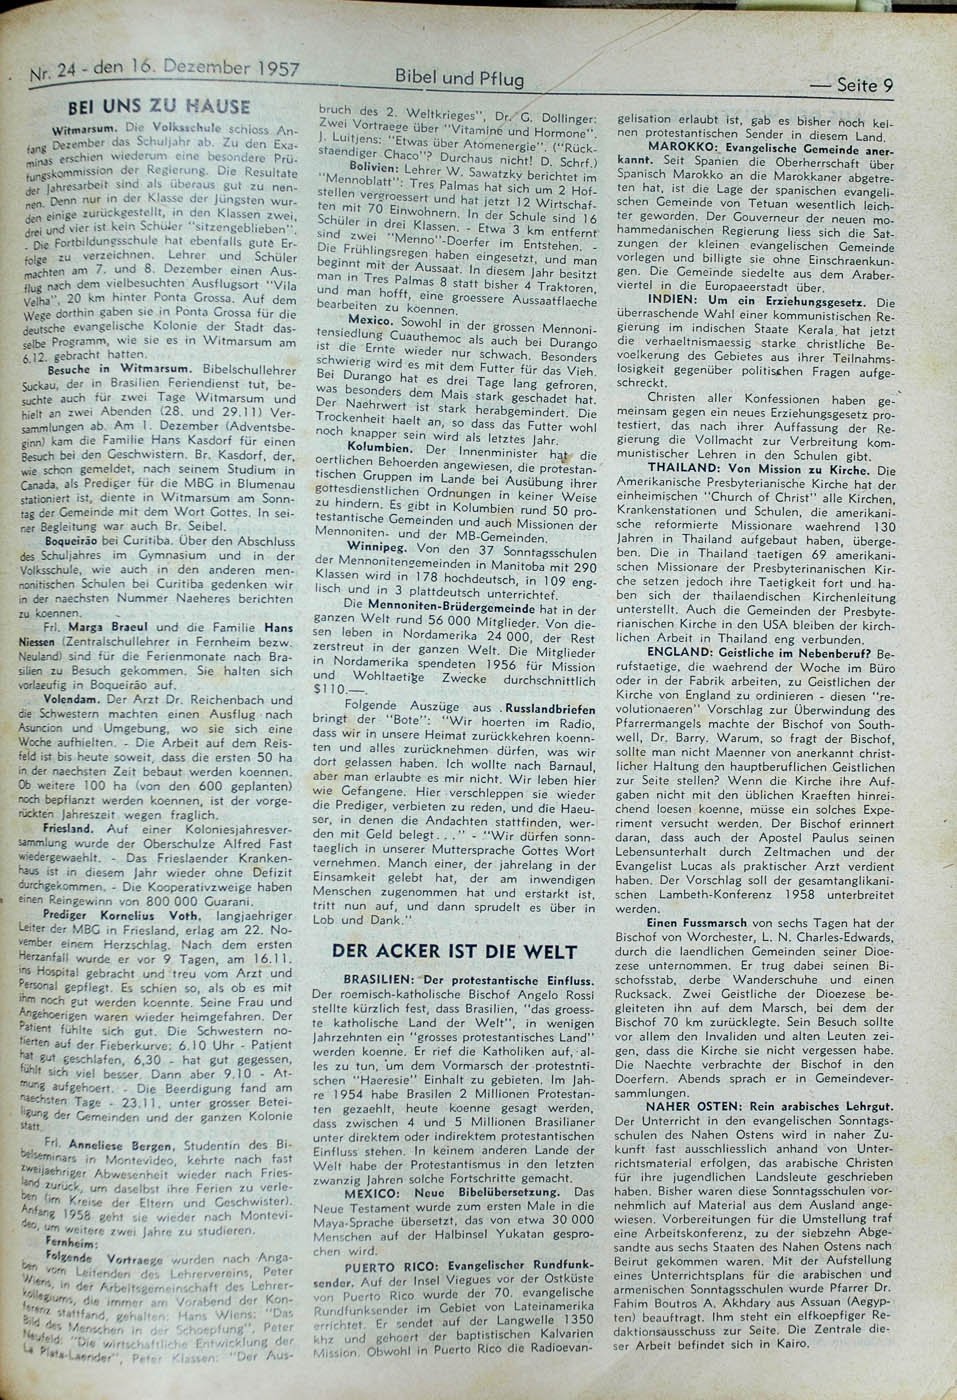 Nr. 24 - den 16. Dezember 1957
Bibel und Pflug
— Seite 9
BEI UNS ZU HAUSE
Witmarsum. Die Volksschule schloss An-
fang Dezember das Schuljahr ab. Zu den Exa-
minas erschien wiederum eine besondere Prü-
fungskommission der Regierung. Die Resultate
der Jahresarbeit sind als überaus gut zu nen-
nen. Denn nur in der Klasse der Jüngsten wur-
den einige zurückgestellt, in den Klassen zwei,
drei und vier ist kein Schüler "sitzengeblieben".
- Die Fortbildungsschule hat ebenfalls gute Er-
folge zu verzeichnen. Lehrer und Schüler
machten am 7. und 8. Dezember einen Aus-
flug nach dem vielbesuchten Ausflugsort "Vila
Velha", 20 km hinter Ponta Grossa. Auf dem
Wege dorthin gaben sie in Ponta Grossa für die
deutsche evangelische Kolonie der Stadt das-
selbe Programm, wie sie es in Witmarsum am
6.12. gebracht hatten.
Besuche in Witmarsum. Bibelschullehrer
Suckau, der in Brasilien Feriendienst tut, be-
suchte auch für zwei Tage Witmarsum und
hielt an zwei Abenden (28. und 29.11) Ver-
sammlungen ab. Am 1. Dezember (Adventsbe-
ginn) kam die Familie Hans Kasdorf für einen
Besuch bei den Geschwistern. Br. Kasdorf, der,
wie schon gemeldet, nach seinem Studium in
Canada, als Prediger für die MBG in Blumenau
stationiert ist, diente in Witmarsum am Sonn-
tag der Gemeinde mit dem Wort Gottes. In sei-
ner Begleitung war auch Br. Seibel.
Boqueirão bei Curitiba. Über den Abschluss
des Schuljahres im Gymnasium und in der
Volksschule, wie auch in den anderen men-
nonitischen Schulen bei Curitiba gedenken wir
in der naechsten Nummer Naeheres berichten
zu koennen.
Frl. Marga Braeul und die Familie Hans
Niessen (Zentralschullehrer in Fernheim bezw.
Neuland) sind für die Ferienmonate nach Bra-
silien zu Besuch gekommen. Sie halten sich
vorlaeufig in Boqueirão auf.
Volendam. Der Arzt Dr. Reichenbach und
die Schwestern machten einen Ausflug nach
Asuncion und Umgebung, wo sie sich eine
Woche aufhielten. - Die Arbeit auf dem Reis-
feld ist bis heute soweit, dass die ersten 50 ha
in der naechsten Zeit bebaut werden koennen.
Ob weitere 100 ha (von den 600 geplanten)
noch bepflanzt werden koennen, ist der vorge-
rückten Jahreszeit wegen fraglich.
Friesland. Auf einer Koloniesjahresver-
sammlung wurde der Oberschulze Alfred Fast
wiedergewaehlt. - Das Frieslaender Kranken-
haus ist in diesem Jahr wieder ohne Defizit
durchgekommen. - Die Kooperativzweige haben
einen Reingewinn von 800 000 Guarani.
Prediger Kornelius Voth, langjaehriger
Leiter der MBG in Friesland, erlag am 22. No-
vember einem Herzschlag. Nach dem ersten
Herzanfall wurde er vor 9 Tagen, am 16.11.
ins Hospital gebracht und treu vom Arzt und
Personal gepflegt. Es schien so, als ob es mit
ihm noch gut werden koennte. Seine Frau und
Angehoerigen waren wieder heimgefahren. Der
Patient fühlte sich gut. Die Schwestern no-
tierten auf der Fieberkurve: 6.10 Uhr - Patient
hat gut geschlafen, 6,30 - hat gut gegessen,
fühlt sich viel besser. Dann aber 9.10 - At-
mung aufgehoert. - Die Beerdigung fand am
naechsten Tage - 23.11. unter grosser Betei-
ligung der Gemeinden und der ganzen Kolonie
statt.
Frl. Anneliese Bergen, Studentin des Bi-
belseminars in Montevideo, kehrte nach fast
zweijaehriger Abwesenheit wieder nach Fries-
land zurück, um daselbst ihre Ferien zu verle-
ben (im Kreise der Eltern und Geschwister).
Anfang 1958 geht sie wieder nach Montevi-
deo, um weitere zwei Jahre zu studieren.
Fernheim:
Folgende Vortraege wurden nach Anga-
ben vom Leitenden des Lehrervereins, Peter
Wiens, in der Arbeitsgemeinschaft des Lehrer-
kollegiums, die immer am Vorabend der Kon-
ferenz stattfand, gehalten: Hans Wiens: "Das
Bild des Menschen in der Schoepfung", Peter
Neufeld: "Die wirtschaftliche Entwicklung der
La Plata-Laender", Peter Klassen: "Der Aus-
bruch des 2. Weltkrieges", Dr. G. Dollinger:
Zwei Vortraege über "Vitamine und Hormone".
J. Luitjens: "Etwas über Atomenergie". ("Rück-
staendiger Chaco"? Durchaus nicht! D. Schrf.)
Bolivien: Lehrer W. Sawatzky berichtet im
"Mennoblatt": Tres Palmas hat sich um 2 Hof-
stellen vergroessert und hat jetzt 12 Wirtschaf-
ten mit 70 Einwohnern. In der Schule sind 16
Schüler in drei Klassen. - Etwa 3 km entfernt
sind zwei "Menno"-Doerfer im Entstehen. -
Die Frühlingsregen haben eingesetzt, und man
beginnt mit der Aussaat. In diesem Jahr besitzt
man in Tres Palmas 8 statt bisher 4 Traktoren,
und man hofft, eine groessere Aussaatflaeche
bearbeiten zu koennen.
Mexico. Sowohl in der grossen Mennoni-
tensiedlung Cuauthemoc als auch bei Durango
ist die Ernte wieder nur schwach. Besonders
schwierig wird es mit dem Futter für das Vieh.
Bei Durango hat es drei Tage lang gefroren,
was besonders dem Mais stark geschadet hat.
Der Naehrwert ist stark herabgemindert. Die
Trockenheit haelt an, so dass das Futter wohl
noch knapper sein wird als letztes Jahr.
Kolumbien. Der Innenminister hat die
oertlichen Behoerden angewiesen, die protestan-
tischen Gruppen im Lande bei Ausübung ihrer
gottesdienstlichen Ordnungen in keiner Weise
zu hindern. Es gibt in Kolumbien rund 50 pro-
testantische Gemeinden und auch Missionen der
Mennoniten- und der MB-Gemeinden.
Winnipeg. Von den 37 Sonntagsschulen
der Mennonitengemeinden in Manitoba mit 290
Klassen wird in 178 hochdeutsch, in 109 eng-
lisch und in 3 plattdeutsch unterrichtef.
Die Mennoniten-Brüdergemeinde hat in der
ganzen Welt rund 56 000 Mitglieder. Von die-
sen leben in Nordamerika 24 000, der Rest
zerstreut in der ganzen Welt. Die Mitglieder
in Nordamerika spendeten 1956 für Mission
und Wohltaetige Zwecke durchschnittlich
$110.—.
Folgende Auszüge aus Russlandbriefen
bringt der "Bote": "Wir hoerten im Radio,
dass wir in unsere Heimat zurückkehren koenn-
ten und alles zurücknehmen dürfen, was wir
dort gelassen haben. Ich wollte nach Barnaul,
aber man erlaubte es mir nicht. Wir leben hier
wie Gefangene. Hier verschleppen sie wieder
die Prediger, verbieten zu reden, und die Haeu-
ser, in denen die Andachten stattfinden, wer-
den mit Geld belegt..." - "Wir dürfen sonn-
taeglich in unserer Muttersprache Gottes Wort
vernehmen. Manch einer, der jahrelang in der
Einsamkeit gelebt hat, der am inwendigen
Menschen zugenommen hat und erstarkt ist,
tritt nun auf, und dann sprudelt es über in
Lob und Dank."
DER ACKER IST DIE WELT
BRASILIEN: Der protestantische Einfluss.
Der roemisch-katholische Bischof Angelo Rossi
stellte kürzlich fest, dass Brasilien, "das groess-
te katholische Land der Welt", in wenigen
Jahrzehnten ein "grosses protestantisches Land"
werden koenne. Er rief die Katholiken auf, al-
les zu tun, um dem Vormarsch der protestnti-
schen "Haeresie" Einhalt zu gebieten. Im Jah-
re 1954 habe Brasilien 2 Millionen Protestan-
ten gezaehlt, heute koenne gesagt werden,
dass zwischen 4 und 5 Millionen Brasilianer
unter direktem oder indirektem protestantischen
Einfluss stehen. In keinem anderen Lande der
Welt habe der Protestantismus in den letzten
zwanzig Jahren solche Fortschritte gemacht.
MEXICO: Neue Bibelübersetzung. Das
Neue Testament wurde zum ersten Male in die
Maya-Sprache übersetzt, das von etwa 30 000
Menschen auf der Halbinsel Yukatan gespro-
chen wird.
PUERTO RICO: Evangelischer Rundfunk-
sender. Auf der Insel Viegues vor der Ostküste
von Puerto Rico wurde der 70. evangelische
Rundfunksender im Gebiet von Lateinamerika
errichtet. Er sendet auf der Langwelle 1350
khz und gehoert der baptistischen Kalvarien
Mission. Obwohl in Puerto Rico die Radioevan-
gelisation erlaubt ist, gab es bisher noch kei-
nen protestantischen Sender in diesem Land.
MAROKKO: Evangelische Gemeinde aner-
kannt. Seit Spanien die Oberherrschaft über
Spanisch Marokko an die Marokkaner abgetre-
ten hat, ist die Lage der spanischen evangeli-
schen Gemeinde von Tetuan wesentlich leich-
ter geworden. Der Gouverneur der neuen mo-
hammedanischen Regierung liess sich die Sat-
zungen der kleinen evangelischen Gemeinde
vorlegen und billigte sie ohne Einschraenkun-
gen. Die Gemeinde siedelte aus dem Araber-
viertel in die Europaeerstadt über.
INDIEN: Um ein Erziehungsgesetz. Die
überraschende Wahl einer kommunistischen Re-
gierung im indischen Staate Kerala hat jetzt
die verhaeltnismaessig starke christliche Be-
voelkerung des Gebietes aus ihrer Teilnahms-
losigkeit gegenüber politischen Fragen aufge-
schreckt.
Christen aller Konfessionen haben ge-
meinsam gegen ein neues Erziehungsgesetz pro-
testiert, das nach ihrer Auffassung der Re-
gierung die Vollmacht zur Verbreitung kom-
munistischer Lehren in den Schulen gibt.
THAILAND: Von Mission zu Kirche. Die
Amerikanische Presbyterianische Kirche hat der
einheimischen "Church of Christ" alle Kirchen,
Krankenstationen und Schulen, die amerikani-
sche reformierte Missionare waehrend 130
Jahren in Thailand aufgebaut haben, überge-
ben. Die in Thailand taetigen 69 amerikani-
schen Missionare der Presbyterinanischen Kir-
che setzen jedoch ihre Taetigkeit fort und ha-
ben sich der thailaendischen Kirchenleitung
unterstellt. Auch die Gemeinden der Presbyte-
rianischen Kirche in den USA bleiben der kirch-
lichen Arbeit in Thailand eng verbunden.
ENGLAND: Geistliche im Nebenberuf? Be-
rufstaetige, die waehrend der Woche im Büro
oder in der Fabrik arbeiten, zu Geistlichen der
Kirche von England zu ordinieren - diesen "re-
volutionaeren" Vorschlag zur Überwindung des
Pfarrermangels machte der Bischof von South-
well, Dr. Barry. Warum, so fragt der Bischof,
sollte man nicht Maenner von anerkannt christ-
licher Haltung den hauptberuflichen Geistlichen
zur Seite stellen? Wenn die Kirche ihre Auf-
gaben nicht mit den üblichen Kraeften hinrei-
chend loesen koenne, müsse ein solches Expe-
riment versucht werden. Der Bischof erinnert
daran, dass auch der Apostel Paulus seinen
Lebensunterhalt durch Zeltmachen und der
Evangelist Lucas als praktischer Arzt verdient
haben. Der Vorschlag soll der gesamtanglikani-
schen Lambeth-Konferenz 1958 unterbreitet
werden.
Einen Fussmarsch von sechs Tagen hat der
Bischof von Worchester, L. N. Charles-Edwards,
durch die laendlichen Gemeinden seiner Dioe-
zese unternommen. Er trug dabei seinen Bi-
schofsstab, derbe Wanderschuhe und einen
Rucksack. Zwei Geistliche der Dioezese be-
gleiteten ihn auf dem Marsch, bei dem der
Bischof 70 km zurücklegte. Sein Besuch sollte
vor allem den Invaliden und alten Leuten zei-
gen, dass die Kirche sie nicht vergessen habe.
Die Naechte verbrachte der Bischof in den
Doerfern. Abends sprach er in Gemeindever-
sammlungen.
NAHER OSTEN: Rein arabisches Lehrgut.
Der Unterricht in den evangelischen Sonntags-
schulen des Nahen Ostens wird in naher Zu-
kunft fast ausschliesslich anhand von Unter-
richtsmaterial erfolgen, das arabische Christen
für ihre jugendlichen Landsleute geschrieben
haben. Bisher waren diese Sonntagsschulen vor-
nehmlich auf Material aus dem Ausland ange-
wiesen. Vorbereitungen für die Umstellung traf
eine Arbeitskonferenz, zu der siebzehn Abge-
sandte aus sechs Staaten des Nahen Ostens nach
Beirut gekommen waren. Mit der Aufstellung
eines Unterrichtsplans für die arabischen und
armenischen Sonntagsschulen wurde Pfarrer Dr.
Fahim Boutros A. Akhdary aus Assuan (Aegyp-
ten) beauftragt. Ihm steht ein elfkoepfiger Re-
daktionsausschuss zur Seite. Die Zentrale die-
ser Arbeit befindet sich in Kairo.